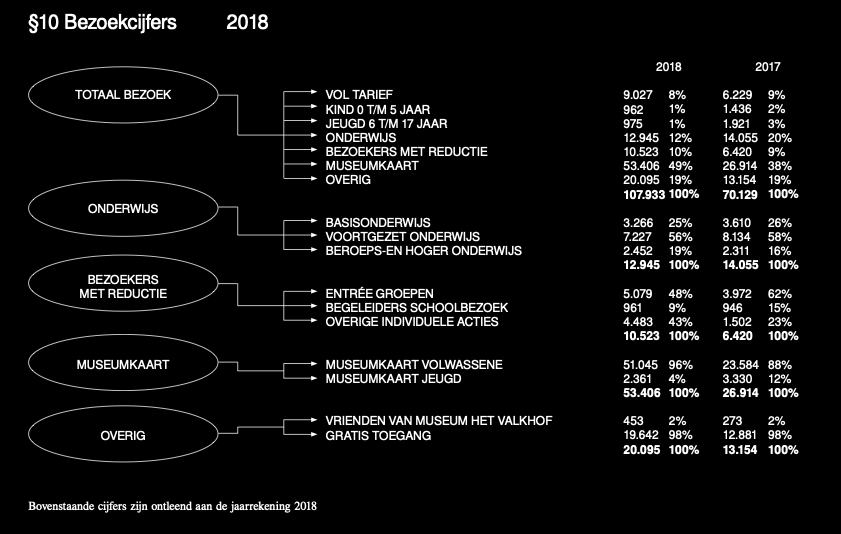 §10 Bezoekcijfers 2018
2018 2017
TOTAAL BEZOEK
VOL TARIEF 9.027 8% 6.229 9%
KIND 0 T/M 5 JAAR 962 1% 1.436 2%
JEUGD 6 T/M 17 JAAR 975 1% 1.921 3%
ONDERWIJS 12.945 12% 14.055 20%
BEZOEKERS MET REDUCTIE 10.523 10% 6.420 9%
MUSEUMKAART 53.406 49% 26.914 38%
OVERIG 20.095 19% 13.154 19%
107.933 100% 70.129 100%
ONDERWIJS
BASISONDERWIJS 3.266 25% 3.610 26%
VOORTGEZET ONDERWIJS 7.227 56% 8.134 58%
BEROEPS-EN HOGER ONDERWIJS 2.452 19% 2.311 16%
12.945 100% 14.055 100%
BEZOEKERS
MET REDUCTIE
ENTRÉE GROEPEN 5.079 48% 3.972 62%
BEGELEIDERS SCHOOLBEZOEK 961 9% 946 15%
OVERIGE INDIVIDUELE ACTIES 4.483 43% 1.502 23%
10.523 100% 6.420 100%
MUSEUMKAART
MUSEUMKAART VOLWASSENE 51.045 96% 23.584 88%
MUSEUMKAART JEUGD 2.361 4% 3.330 12%
53.406 100% 26.914 100%
OVERIG
VRIENDEN VAN MUSEUM HET VALKHOF 453 2% 273 2%
GRATIS TOEGANG 19.642 98% 12.881 98%
20.095 100% 13.154 100%
Bovenstaande cijfers zijn ontleend aan de jaarrekening 2018